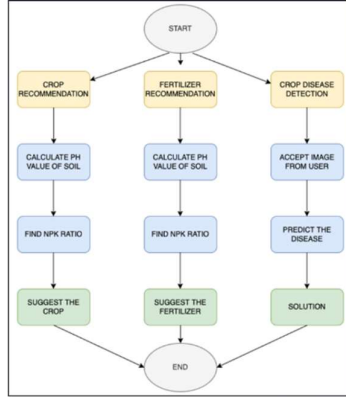 START
CROP
RECOMMENDATION
FERTILIZER
RECOMMENDATION
CROP DISEASE
DETECTION
CALCULATE PH
VALUE OF SOIL
CALCULATE PH
VALUE OF SOIL
ACCEPT IMAGE
FROM USER
FIND NPK RATIO
FIND NPK RATIO
PREDICT THE
DISEASE
SUGGEST THE
CROP
SUGGEST THE
FERTILIZER
SOLUTION
END